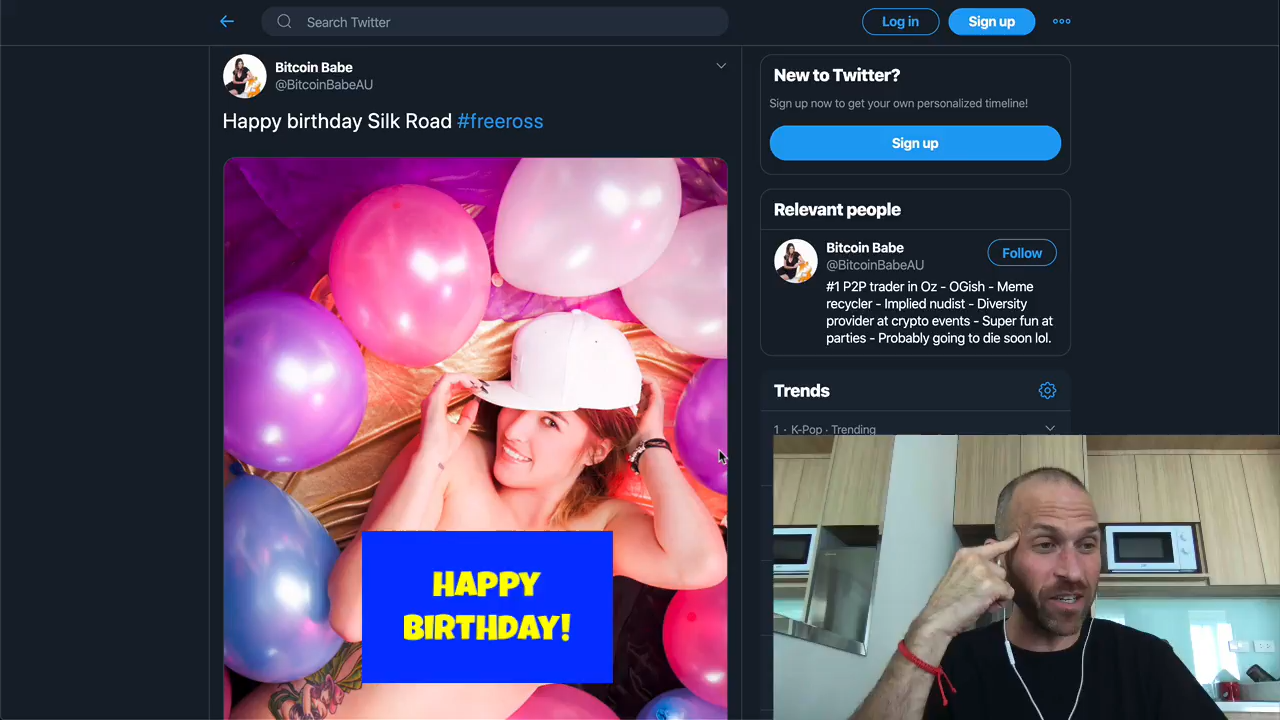 Search Twitter
Log in
Sign up
Bitcoin Babe
@BitcoinBabeAU
Happy birthday Silk Road #freeross
HAPPY
BIRTHDAY!
New to Twitter?
Sign up now to get your own personalized timeline!
Sign up
Relevant people
Bitcoin Babe
@BitcoinBabeAU
Follow
#1 P2P trader in Oz - OGish - Meme
recycler - Implied nudist - Diversity
provider at crypto events - Super fun at
parties - Probably going to die soon lol.
Trends
1 · K-Pop · Trending